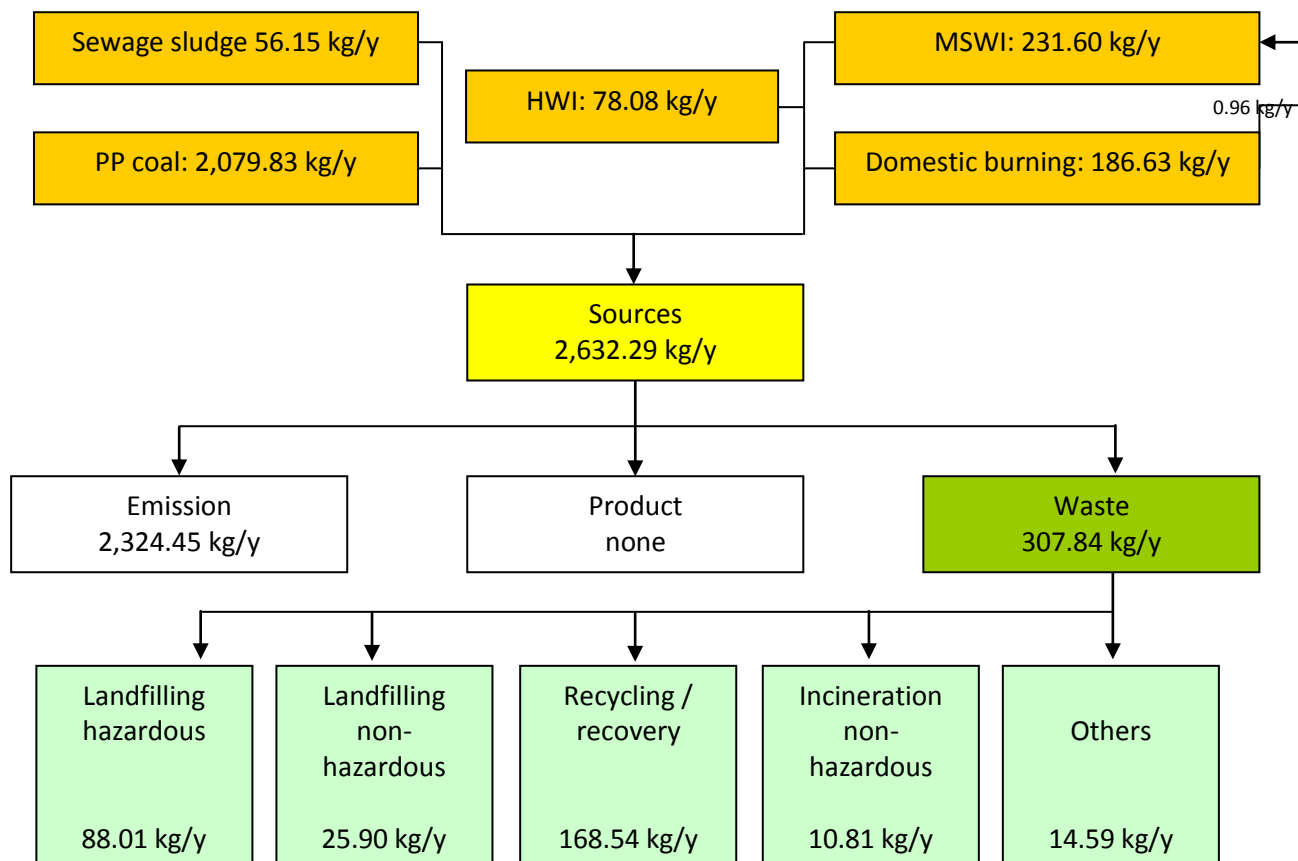 Sewage sludge 56.15 kg/y
MSWI: 231.60 kg/y
HWI: 78.08 kg/y
0.96 kg/y
PP coal: 2,079.83 kg/y
Domestic burning: 186.63 kg/y
Sources
2,632.29 kg/y
Emission
2,324.45 kg/y
Product
none
Waste
307.84 kg/y
Landfilling
hazardous
88.01 kg/y
Landfilling
non-
hazardous
25.90 kg/y
Recycling /
recovery
168.54 kg/y
Incineration
non-
hazardous
10.81 kg/y
Others
14.59 kg/y